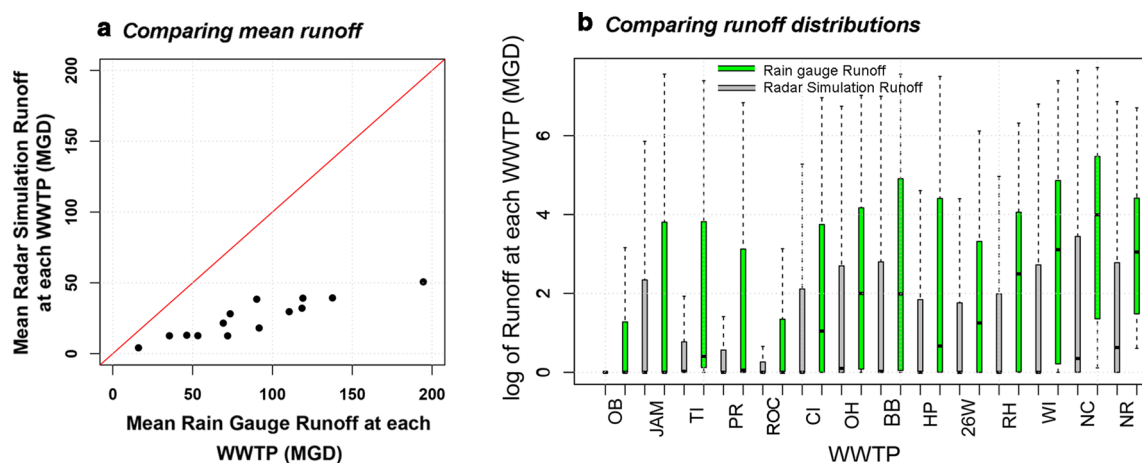 a Comparing mean runoff
Mean Radar Simulation Runoff
at each WWTP (MGD)
200
150
100
50
0
0 50 100 150 200
Mean Rain Gauge Runoff at each
WWTP (MGD)
b Comparing runoff distributions
log of Runoff at each WWTP (MGD)
Rain gauge Runoff
Radar Simulation Runoff
6
4
2
0
OB JAM TI PR ROC CI OH BB HP 26W RH WI NC NR
WWTP